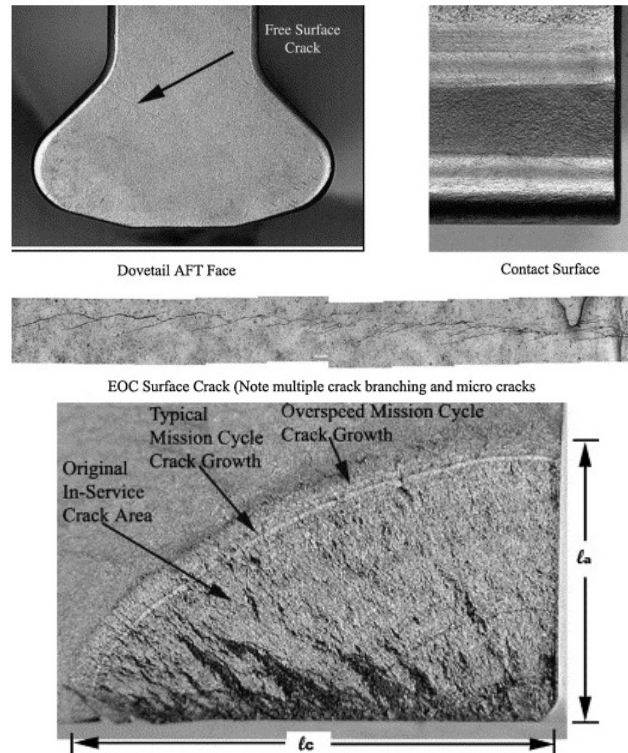 Free Surface
Crack
Dovetail AFT Face
Contact Surface
EOC Surface Crack (Note multiple crack branching and micro cracks
Typical
Mission Cycle
Crack Growth
Overspeed Mission Cycle
Crack Growth
Original
In-Service
Crack Area
ℓa
ℓc